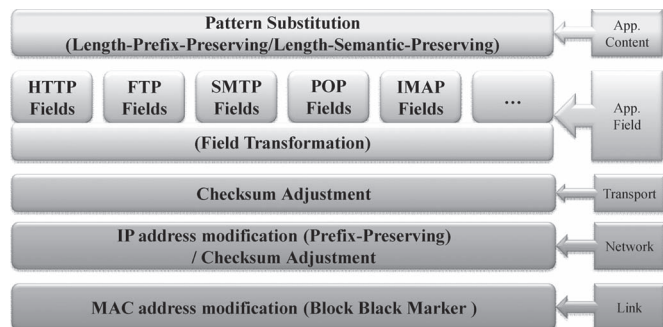 Pattern Substitution
(Length-Prefix-Preserving/Length-Semantic-Preserving)
App.
Content
HTTP
Fields
FTP
Fields
SMTP
Fields
POP
Fields
IMAP
Fields
...
(Field Transformation)
App.
Field
Checksum Adjustment
Transport
IP address modification (Prefix-Preserving)
/ Checksum Adjustment
Network
MAC address modification (Block Black Marker )
Link